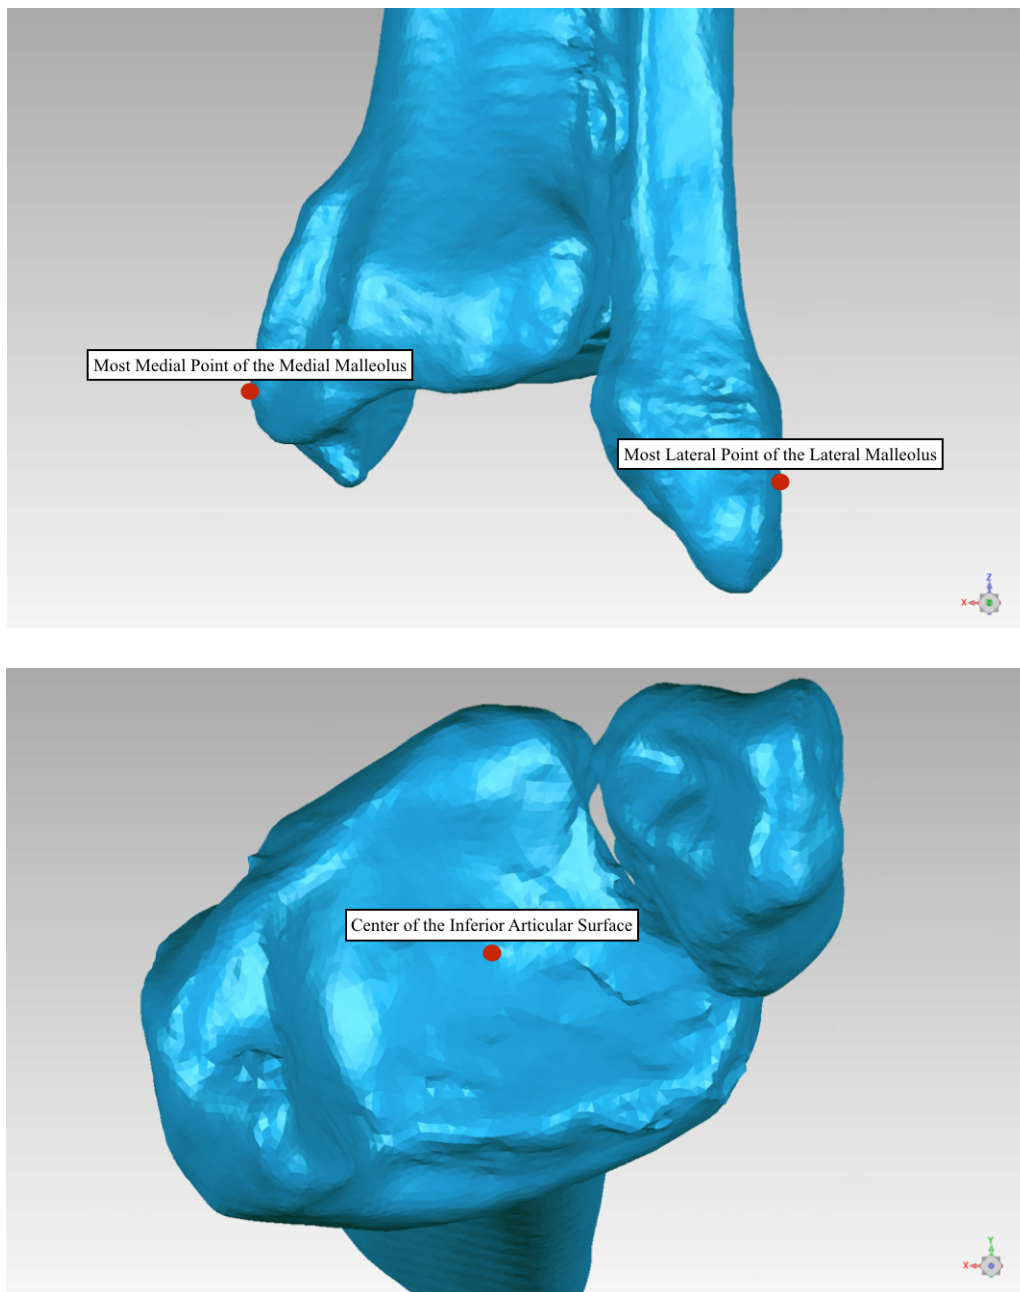 Most Medial Point of the Medial Malleolus
Most Lateral Point of the Lateral Malleolus
Z
X
Center of the Inferior Articular Surface
Y
X